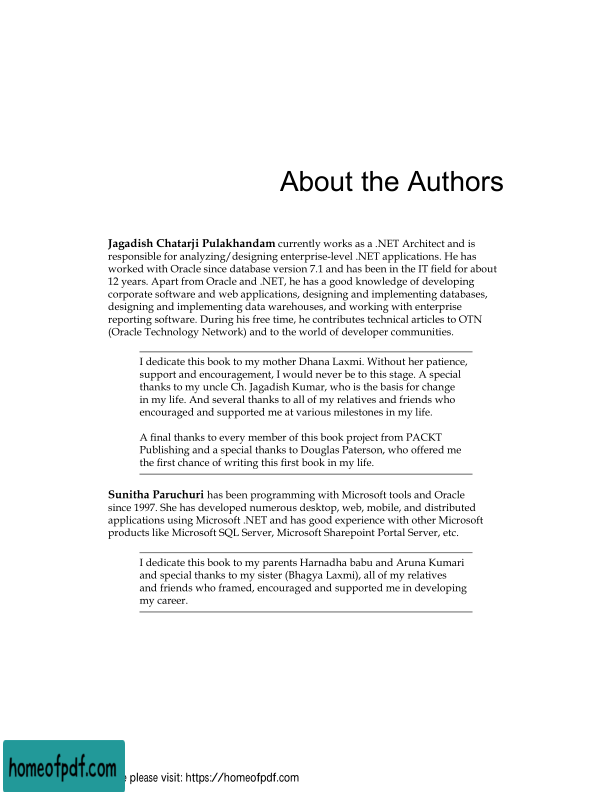 About the Authors
Jagadish Chatarji Pulakhandam currently works as a .NET Architect and is
responsible for analyzing/designing enterprise-level .NET applications. He has
worked with Oracle since database version 7.1 and has been in the IT field for about
12 years. Apart from Oracle and .NET, he has a good knowledge of developing
corporate software and web applications, designing and implementing databases,
designing and implementing data warehouses, and working with enterprise
reporting software. During his free time, he contributes technical articles to OTN
(Oracle Technology Network) and to the world of developer communities.
I dedicate this book to my mother Dhana Laxmi. Without her patience,
support and encouragement, I would never be to this stage. A special
thanks to my uncle Ch. Jagadish Kumar, who is the basis for change
in my life. And several thanks to all of my relatives and friends who
encouraged and supported me at various milestones in my life.
A final thanks to every member of this book project from PACKT
Publishing and a special thanks to Douglas Paterson, who offered me
the first chance of writing this first book in my life.
Sunitha Paruchuri has been programming with Microsoft tools and Oracle
since 1997. She has developed numerous desktop, web, mobile, and distributed
applications using Microsoft .NET and has good experience with other Microsoft
products like Microsoft SQL Server, Microsoft Sharepoint Portal Server, etc.
I dedicate this book to my parents Harnadha babu and Aruna Kumari
and special thanks to my sister (Bhagya Laxmi), all of my relatives
and friends who framed, encouraged and supported me in developing
my career.
homeofpdf.com
please visit: https://homeofpdf.com